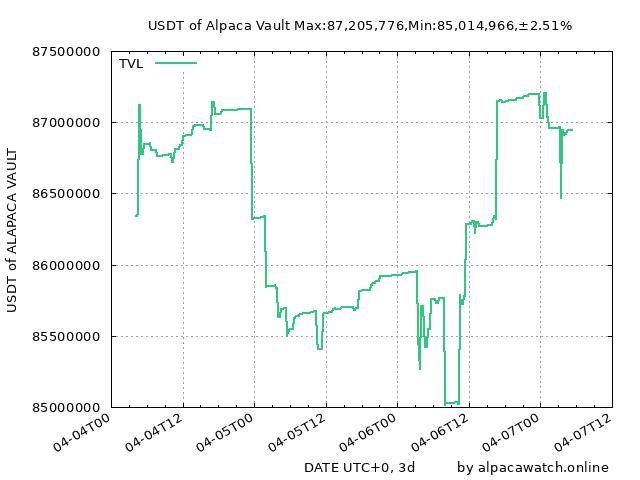 USDT of Alpaca Vault Max:87,205,776,Min:85,014,966,±2.51%
87500000
TVL
87000000
86500000
86000000
85500000
85000000
USDT of ALAPACA VAULT
04-04T00
04-04T12
04-05T00
04-05T12
04-06T00
04-06T12
04-07T00
04-07T12
DATE UTC+0, 3d
by alpacawatch.online